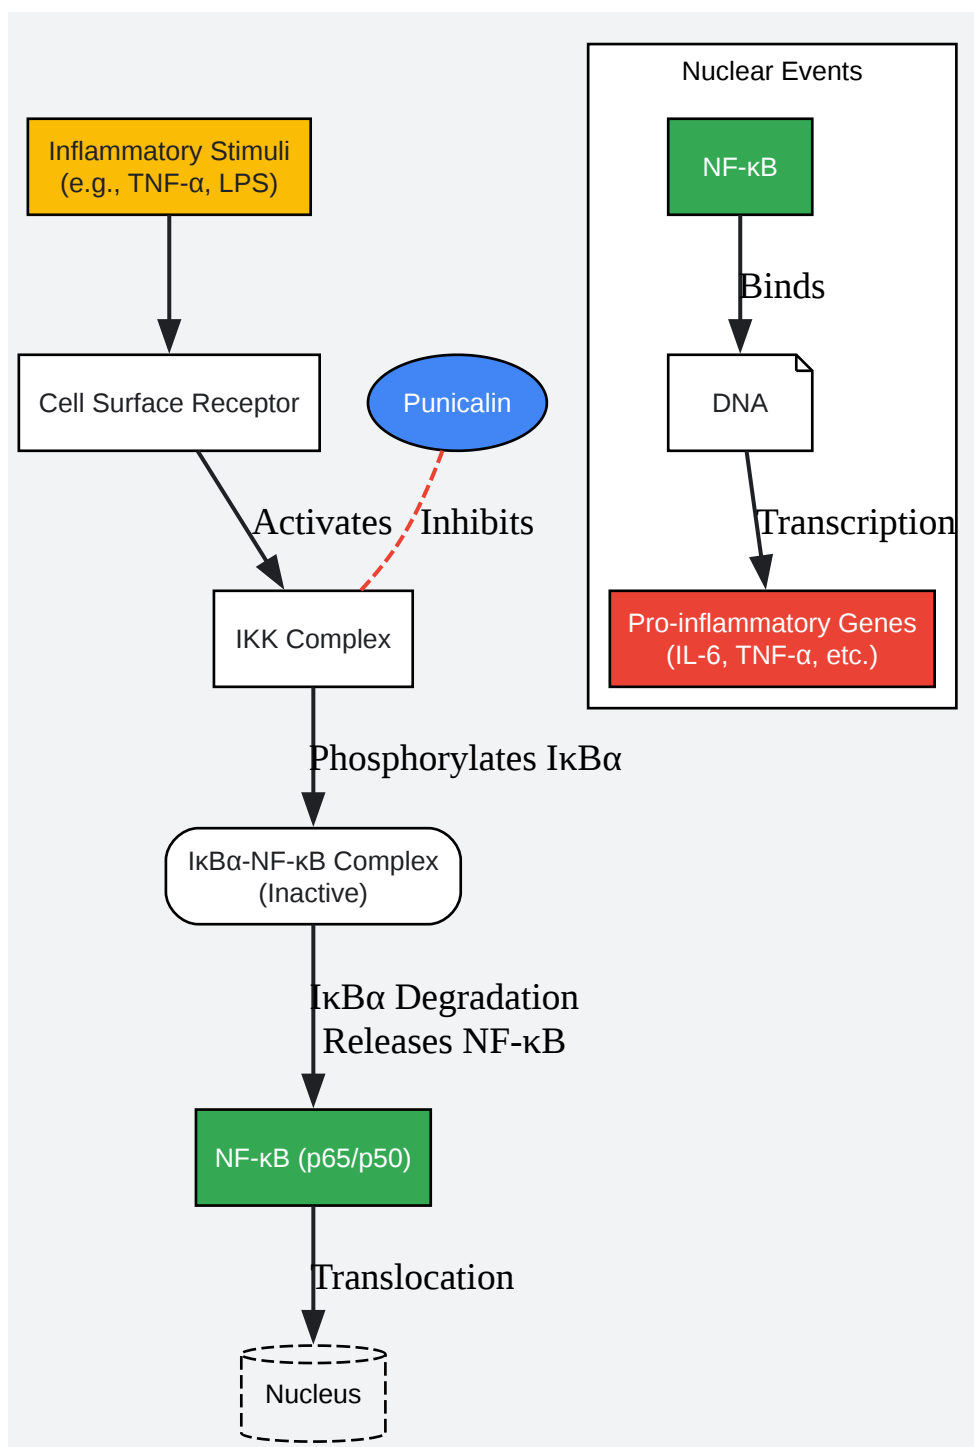 Inflammatory Stimuli
(e.g., TNF-α, LPS)
Cell Surface Receptor
Punicalin
Activates
Inhibits
IKK Complex
Phosphorylates IκBα
IκBα-NF-κB Complex
(Inactive)
IκBα Degradation
Releases NF-κB
NF-κB (p65/p50)
Translocation
Nucleus
Nuclear Events
NF-κB
Binds
DNA
Transcription
Pro-inflammatory Genes
(IL-6, TNF-α, etc.)